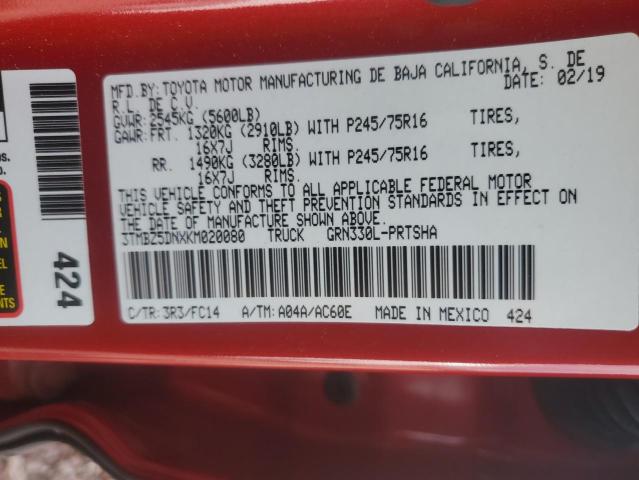 MFD.BY:TOYOTA MOTOR MANUFACTURING DE BAJA CALIFORNIA, S. DE
R.L. DE C.V. DATE: 02/19
GVWR:2545KG (5600LB)
GAWR:FRT. 1320KG (2910LB) WITH P245/75R16 TIRES,
16X7J RIMS.
RR. 1490KG (3280LB) WITH P245/75R16 TIRES,
16X7J RIMS.
THIS VEHICLE CONFORMS TO ALL APPLICABLE FEDERAL MOTOR
VEHICLE SAFETY AND THEFT PREVENTION STANDARDS IN EFFECT ON
THE DATE OF MANUFACTURE SHOWN ABOVE.
3TMBZ5DNXKM020080 TRUCK GRN330L-PRTSHA
C/TR:3R3/FC14 A/TM:A04A/AC60E MADE IN MEXICO 424
424